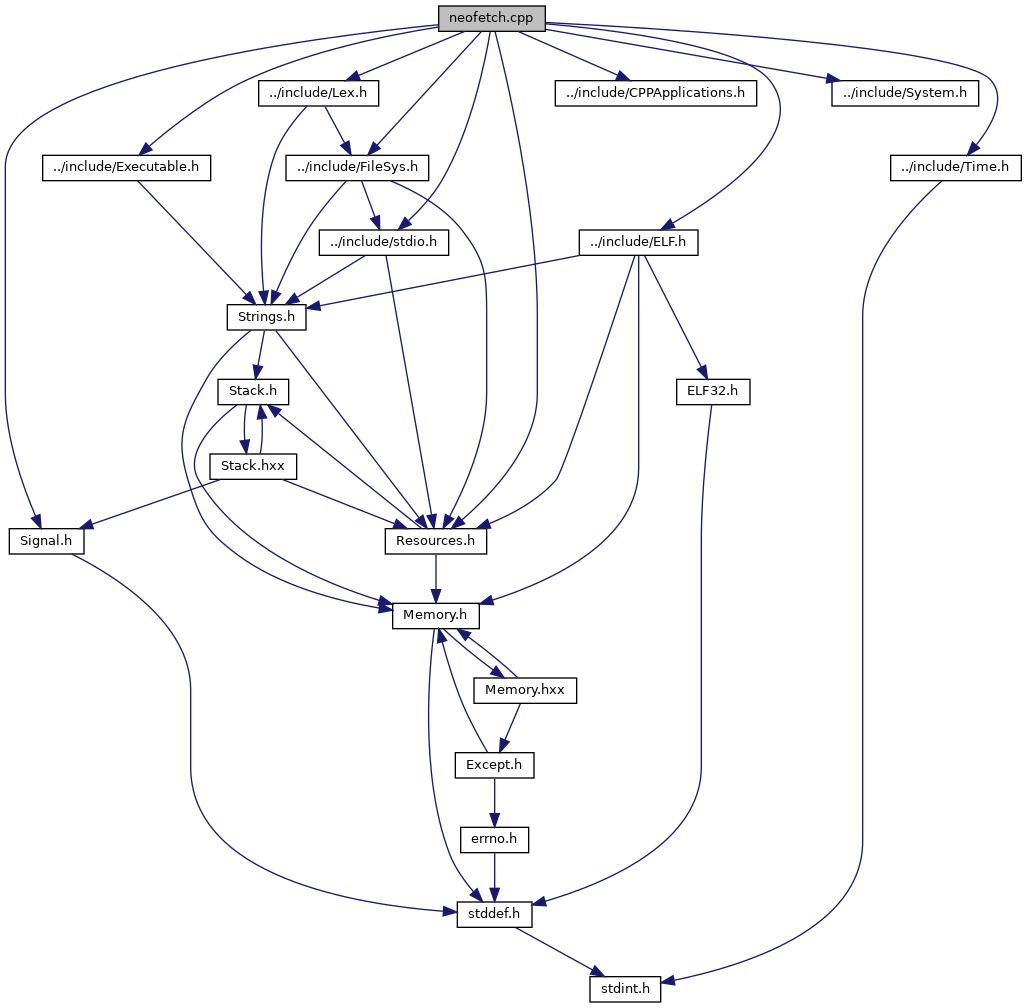 neofetch.cpp
../include/Lex.h
../include/CPPApplications.h
../include/System.h
../include/Executable.h
../include/FileSys.h
../include/Time.h
../include/stdio.h
../include/ELF.h
Strings.h
Stack.h
ELF32.h
Stack.hxx
Signal.h
Resources.h
Memory.h
Memory.hxx
Except.h
errno.h
stddef.h
stdint.h